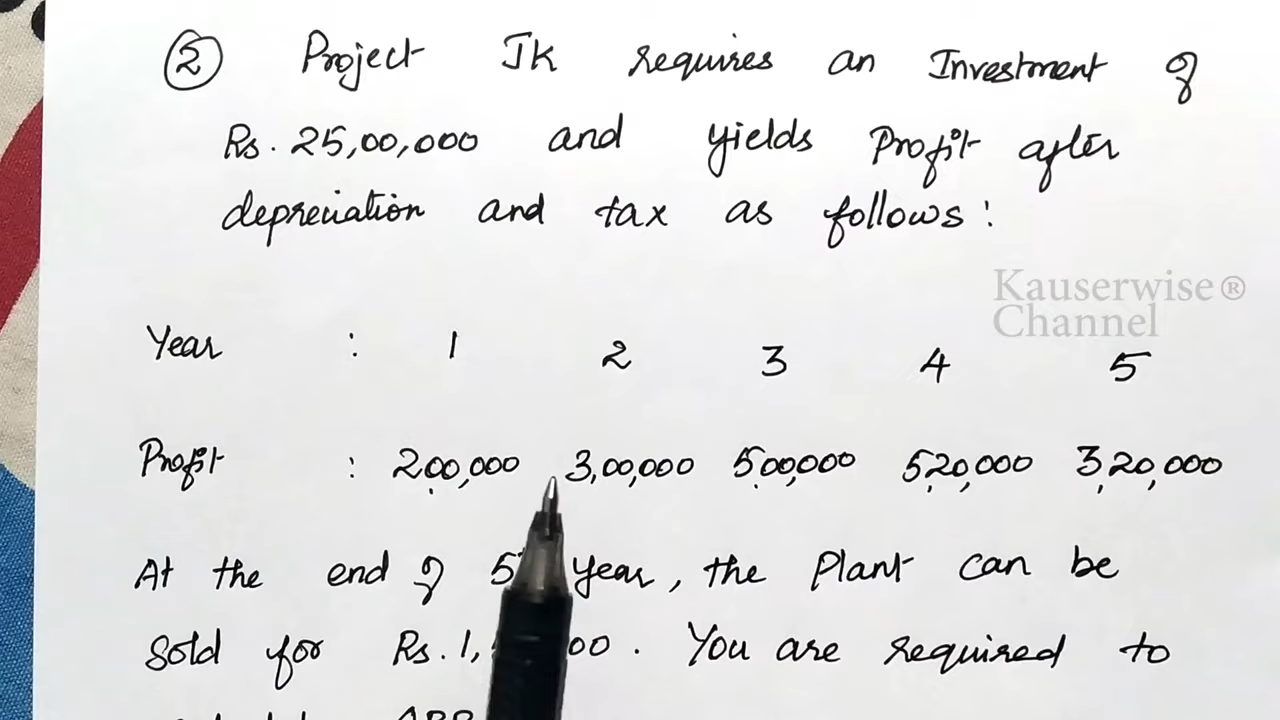 2 Project JK requires an Investment of
Rs. 25,00,000 and yields Profit after
depreciation and tax as follows:
Kauserwise®
Channel
Year : 1 2 3 4 5
Profit : 2,00,000 3,00,000 5,00,000 5,20,000 3,20,000
At the end of year, the Plant can be
Sold for Rs. You are required to